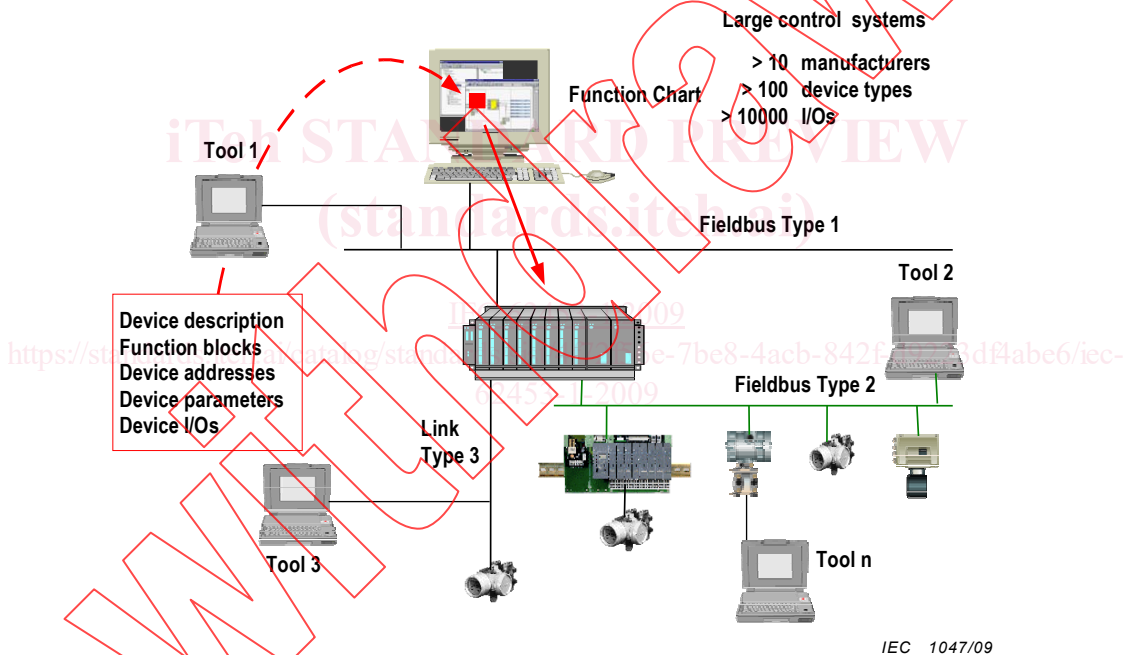 Large control systems
> 10 manufacturers
> 100 device types
> 10000 I/Os
Function Chart
iTeh STANDARD PREVIEW
Tool 1
(standards.iteh.ai)
Fieldbus Type 1
Tool 2
Device description
Function blocks
Device addresses
Device parameters
Device I/Os
Fieldbus Type 2
Link
Type 3
Tool 3
Tool n
withdrawn
IEC 1047/09